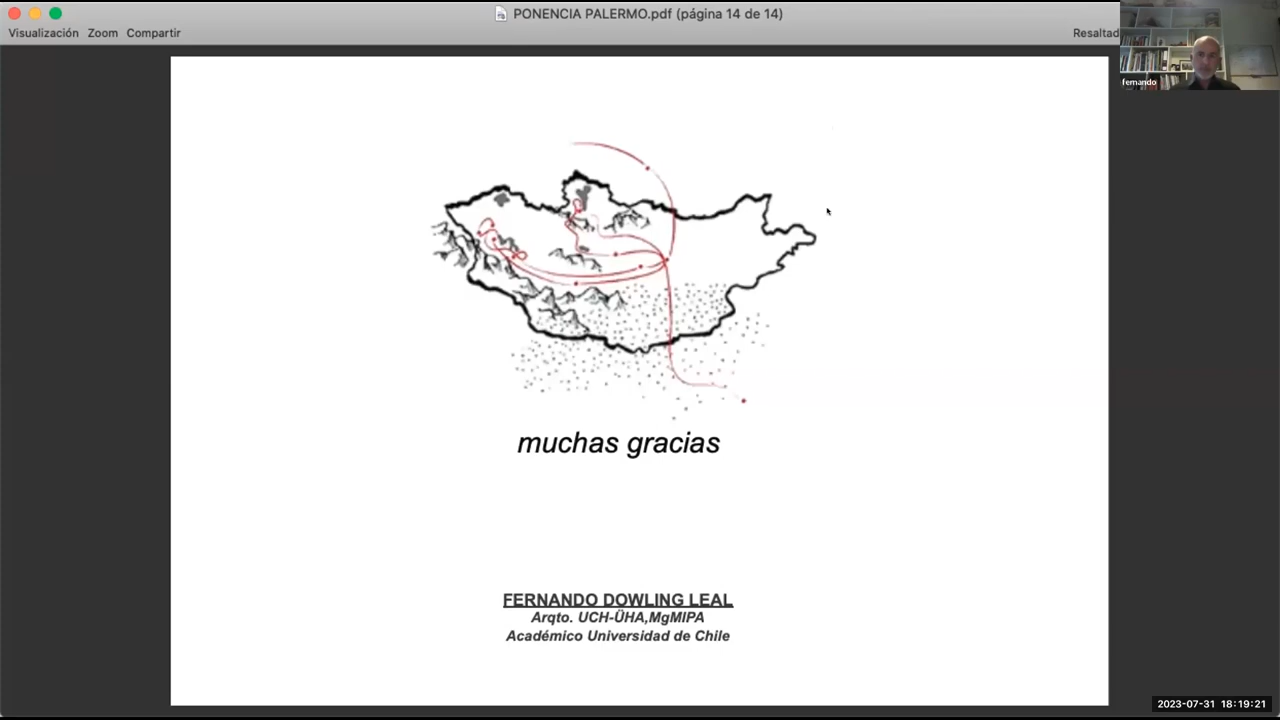 PONENCIA PALERMO.pdf (página 14 de 14)
Visualización Zoom Compartir
Resaltad
fernando
muchas gracias
FERNANDO DOWLING LEAL
Arqto. UCH-ÜHA,MgMIPA
Académico Universidad de Chile
2023-07-31 18:19:21